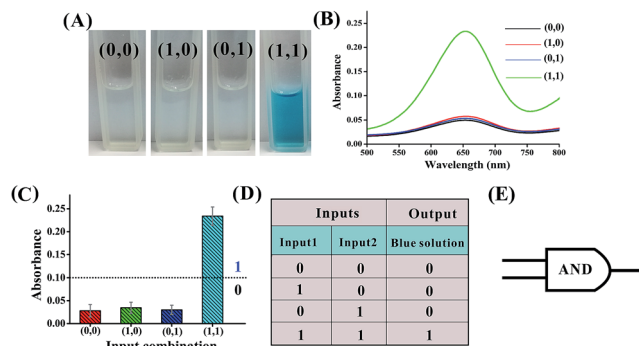 (A)
(0,0) (1,0) (0,1) (1,1)
(B)
Absorbance
0.25
0.20
0.15
0.10
0.05
0.00
500 550 600 650 700 750 800
Wavelength (nm)
(0,0)
(1,0)
(0,1)
(1,1)
(C)
Absorbance
0.25
0.20
0.10
0.05
0.00
1
0
(0,0) (1,0) (0,1) (1,1)
Input combination
(D)
Inputs Output
Input1 Input2 Blue solution
0 0 0
1 0 0
0 1 0
1 1 1
(E)
AND